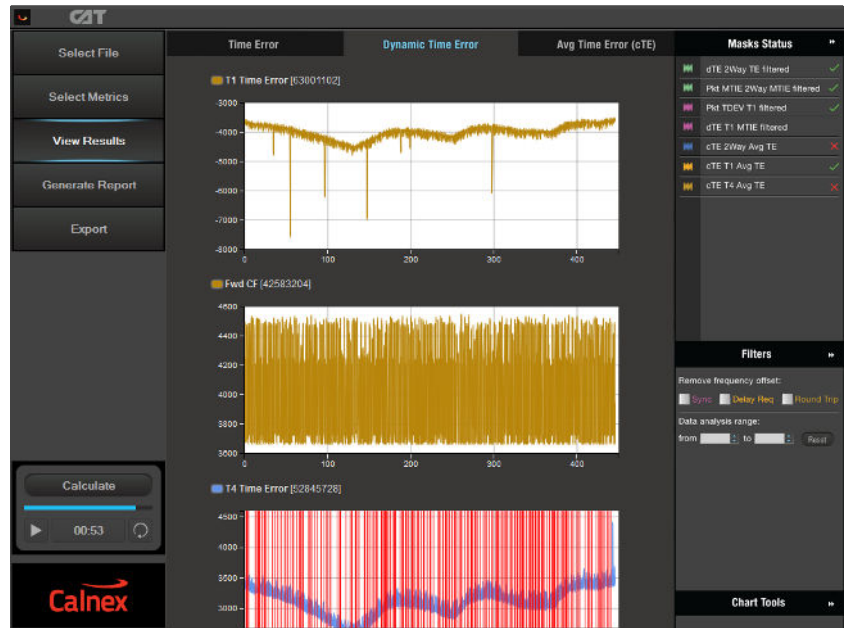 CAT
Select File
Select Metrics
View Results
Generate Report
Export
Calculate
00:53
Calnex
Time Error
Dynamic Time Error
Avg Time Error (cTE)
T1 Time Error [63001102]
-3000
-4000
-5000
-6000
-7000
-8000
0 100 200 300 400
Fwd CF [42583204]
4600
4400
4200
4000
3800
3600
0 100 200 300 400
T4 Time Error [52845728]
4500
4000
3500
3000
Masks Status
dTE 2Way TE filtered
Pkt MTIE 2Way MTIE filtered
Pkt TDEV T1 filtered
dTE T1 MTIE filtered
cTE 2Way Avg TE
cTE T1 Avg TE
cTE T4 Avg TE
Filters
Remove frequency offset:
Sync Delay Req Round Trip
Data analysis range:
from to Reset
Chart Tools